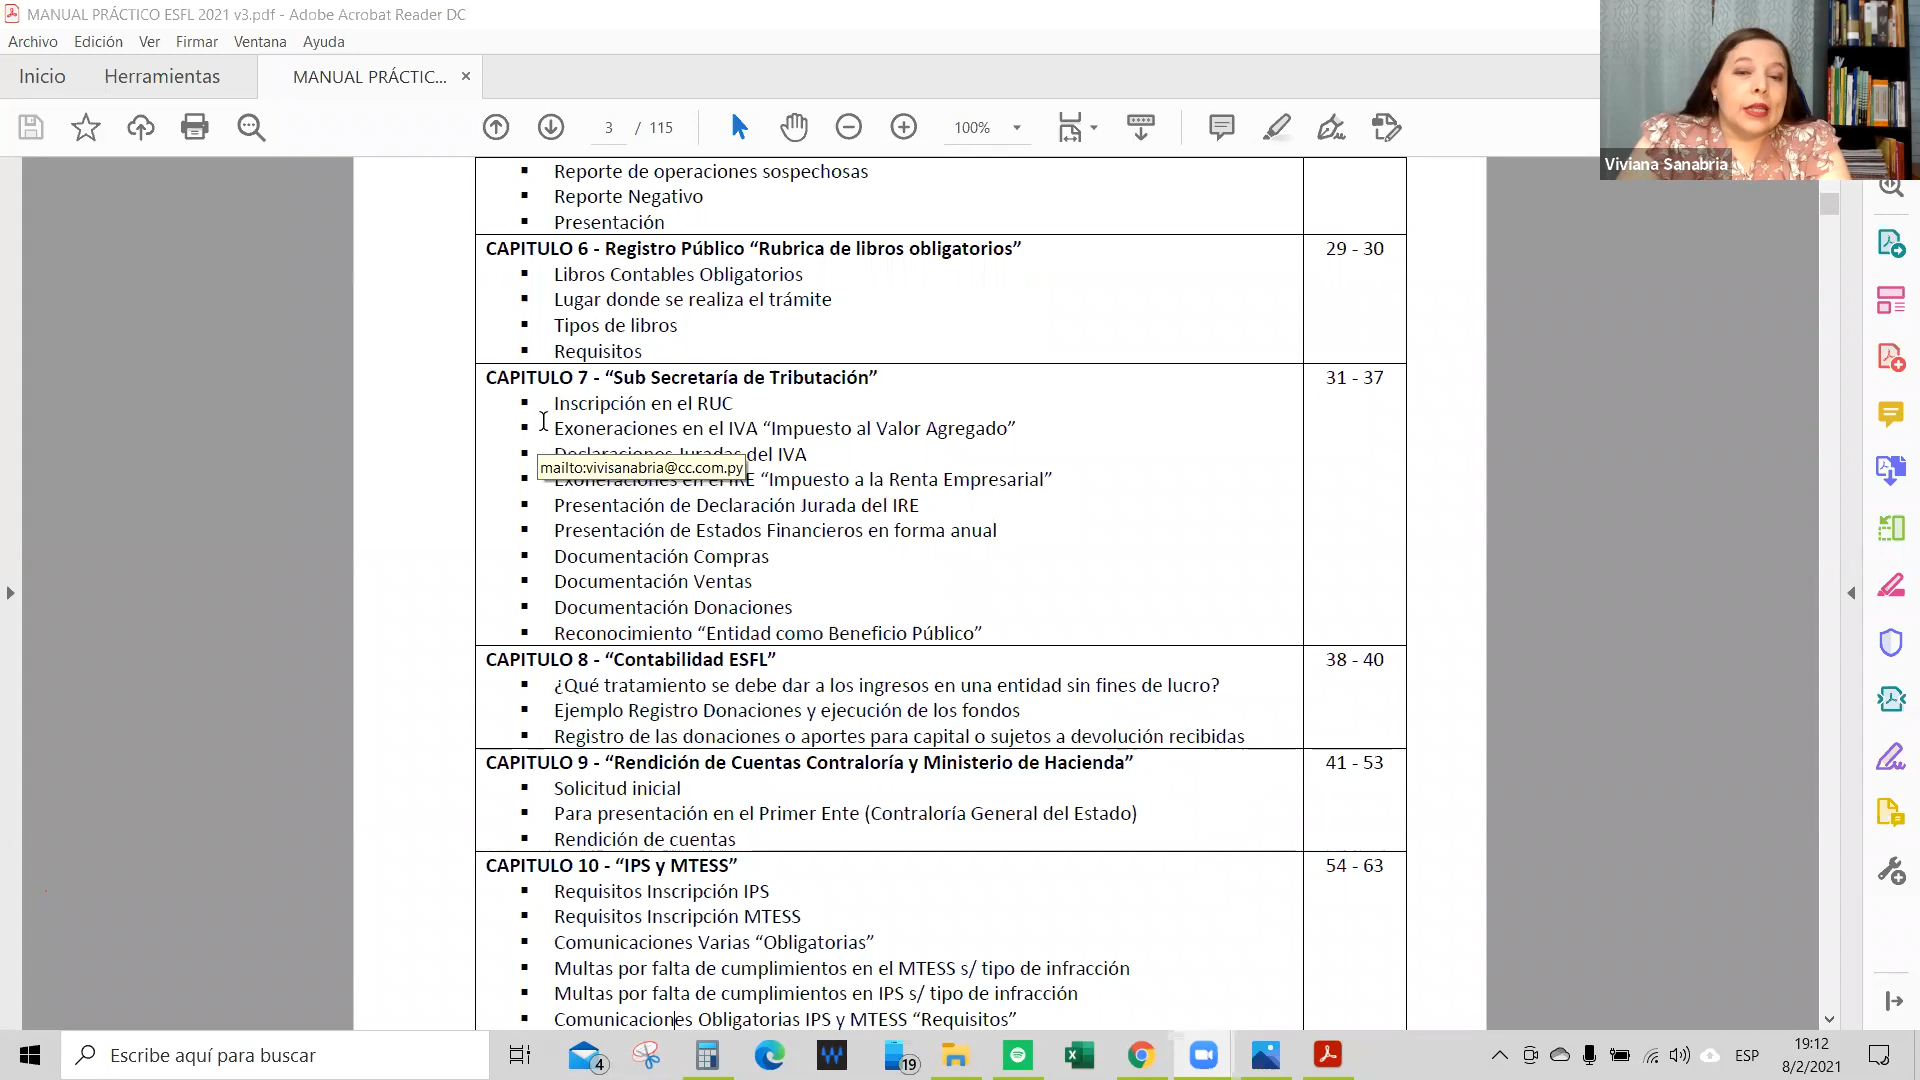 MANUAL PRÁCTICO ESFL 2021 v3.pdf - Adobe Acrobat Reader DC
Archivo Edición Ver Firmar Ventana Ayuda
Inicio Herramientas MANUAL PRÁCTIC... ×
3 / 115 100%
Viviana Sanabria
▪ Reporte de operaciones sospechosas
▪ Reporte Negativo
▪ Presentación
CAPITULO 6 - Registro Público “Rubrica de libros obligatorios” 29 - 30
▪ Libros Contables Obligatorios
▪ Lugar donde se realiza el trámite
▪ Tipos de libros
▪ Requisitos
CAPITULO 7 - “Sub Secretaría de Tributación” 31 - 37
▪ Inscripción en el RUC
▪ Exoneraciones en el IVA “Impuesto al Valor Agregado”
▪ Declaraciones Juradas del IVA
mailto:vivisanabria@cc.com.py
▪ Exoneraciones en el IRE “Impuesto a la Renta Empresarial”
▪ Presentación de Declaración Jurada del IRE
▪ Presentación de Estados Financieros en forma anual
▪ Documentación Compras
▪ Documentación Ventas
▪ Documentación Donaciones
▪ Reconocimiento “Entidad como Beneficio Público”
CAPITULO 8 - “Contabilidad ESFL” 38 - 40
▪ ¿Qué tratamiento se debe dar a los ingresos en una entidad sin fines de lucro?
▪ Ejemplo Registro Donaciones y ejecución de los fondos
▪ Registro de las donaciones o aportes para capital o sujetos a devolución recibidas
CAPITULO 9 - “Rendición de Cuentas Contraloría y Ministerio de Hacienda” 41 - 53
▪ Solicitud inicial
▪ Para presentación en el Primer Ente (Contraloría General del Estado)
▪ Rendición de cuentas
CAPITULO 10 - “IPS y MTESS” 54 - 63
▪ Requisitos Inscripción IPS
▪ Requisitos Inscripción MTESS
▪ Comunicaciones Varias “Obligatorias”
▪ Multas por falta de cumplimientos en el MTESS s/ tipo de infracción
▪ Multas por falta de cumplimientos en IPS s/ tipo de infracción
▪ Comunicaciones Obligatorias IPS y MTESS “Requisitos”
Escribe aquí para buscar 4 19 ESP 19:12
8/2/2021